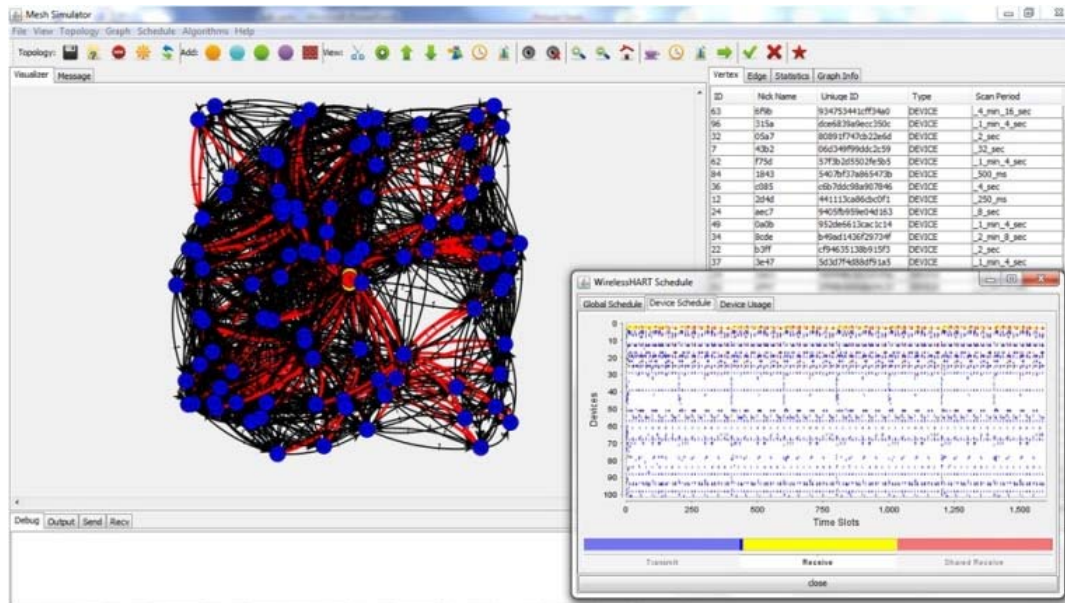 Mesh Simulator
File View Topology Graph Schedule Algorithms Help
Topology: Add: View:
Visualizer Message
Vertex Edge Statistics Graph Info
ID Nick Name Uniuqe ID Type Scan Period
63 6f9b 934753441cff34a0 DEVICE _4_min_16_sec
96 315a dce6839a9ecc350c DEVICE _1_min_4_sec
32 05a7 80891f747cb22e6d DEVICE _2_sec
7 43b2 06d349f99ddc2c59 DEVICE _32_sec
62 f75d 57f3b2d5502fe5b5 DEVICE _1_min_4_sec
84 1843 5407bf37a865473b DEVICE _500_ms
36 c085 c6b7ddc98a907846 DEVICE _4_sec
12 2d4d 441113ca86cbc0f1 DEVICE _250_ms
24 aec7 9405fb959e04d163 DEVICE _8_sec
49 0a0b 952de6613cac1c14 DEVICE _1_min_4_sec
34 8cde b49ad1436f29734f DEVICE _2_min_8_sec
22 b3ff cf94635138b915f3 DEVICE _2_sec
37 3e47 5d3d7f4d88df91a5 DEVICE _1_min_4_sec
WirelessHART Schedule
Global Schedule Device Schedule Device Usage
0
10
20
30
40
50
60
70
80
90
100
Devices
0 250 500 750 1,000 1,250 1,500
Time Slots
Transmit Receive Shared Receive
close
Debug Output Send Recv